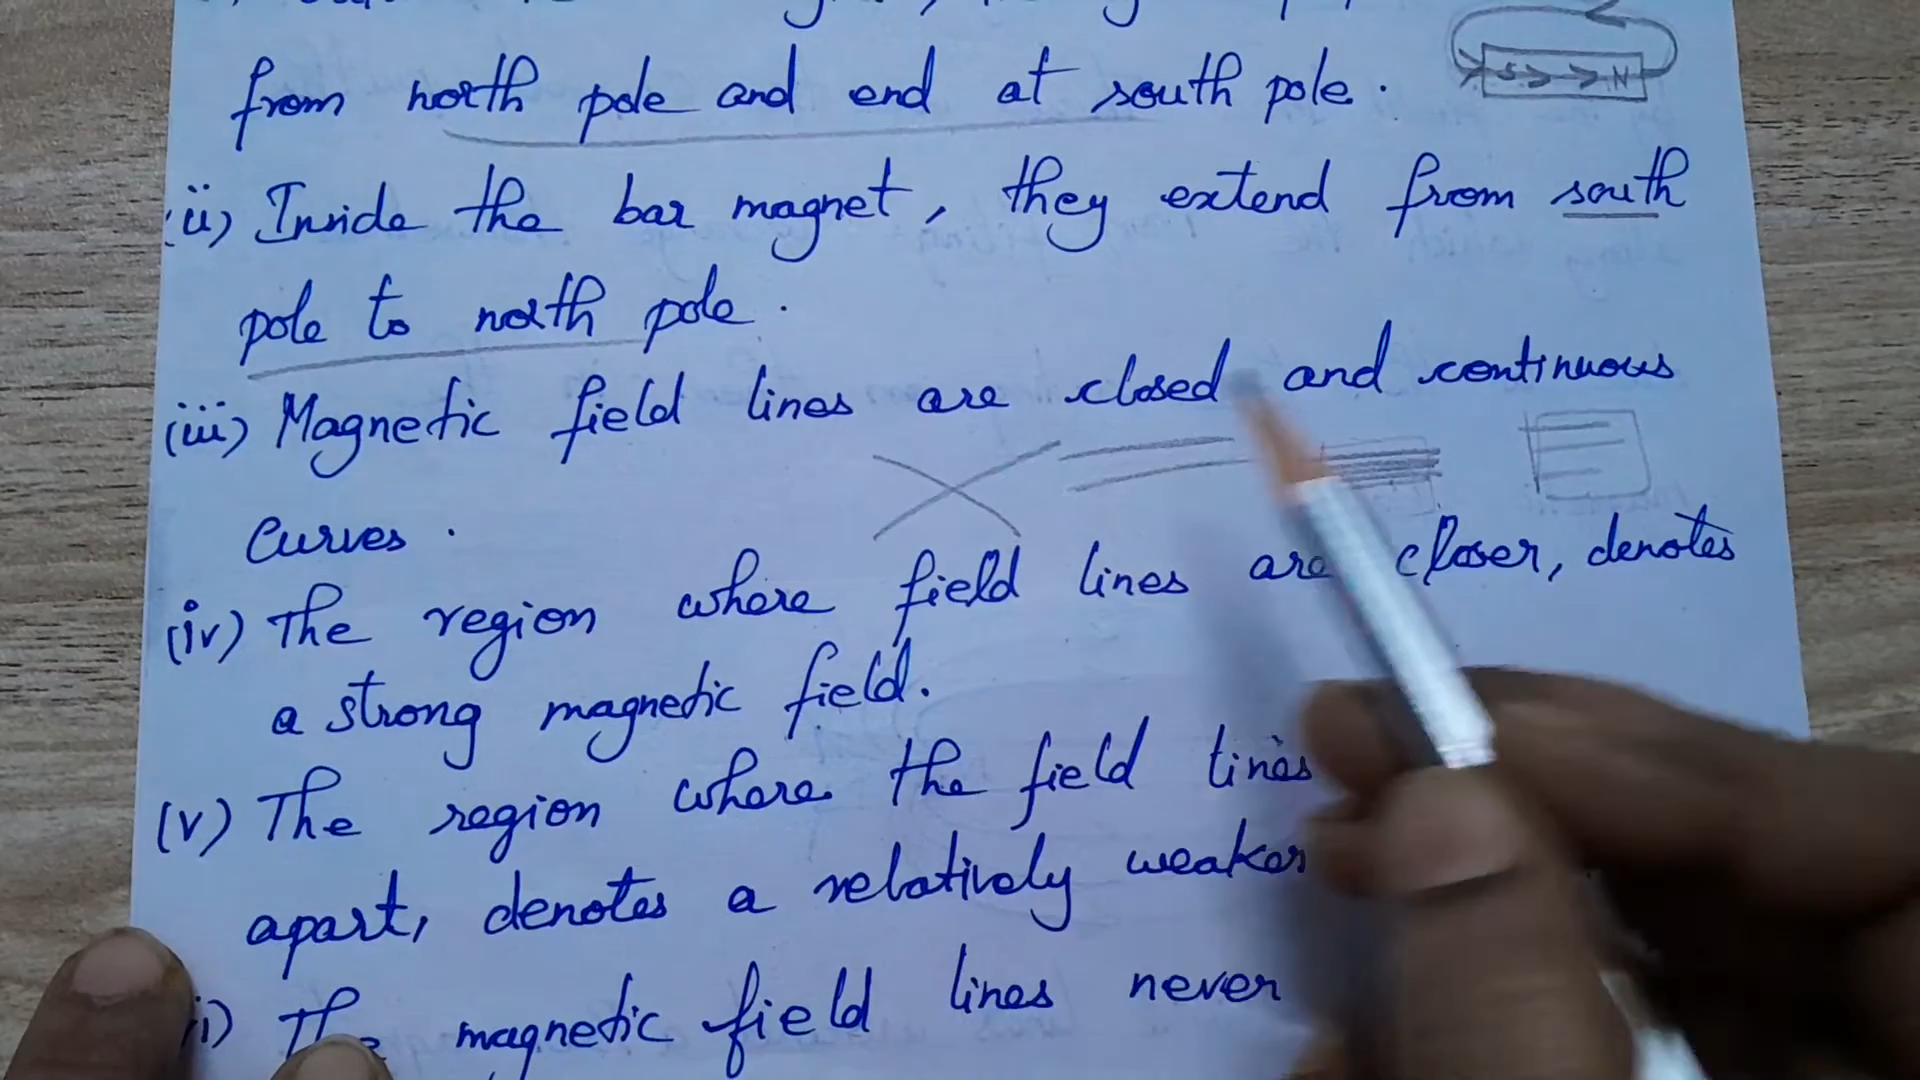 from north pole and end at south pole.
S N
(ii) Inside the bar magnet, they extend from south
pole to north pole.
(iii) Magnetic field lines are closed and continuous
Curves.
(iv) The region where field lines are closer, denotes
a strong magnetic field.
(v) The region where the field lines
apart, denotes a relatively weaker
The magnetic field lines never